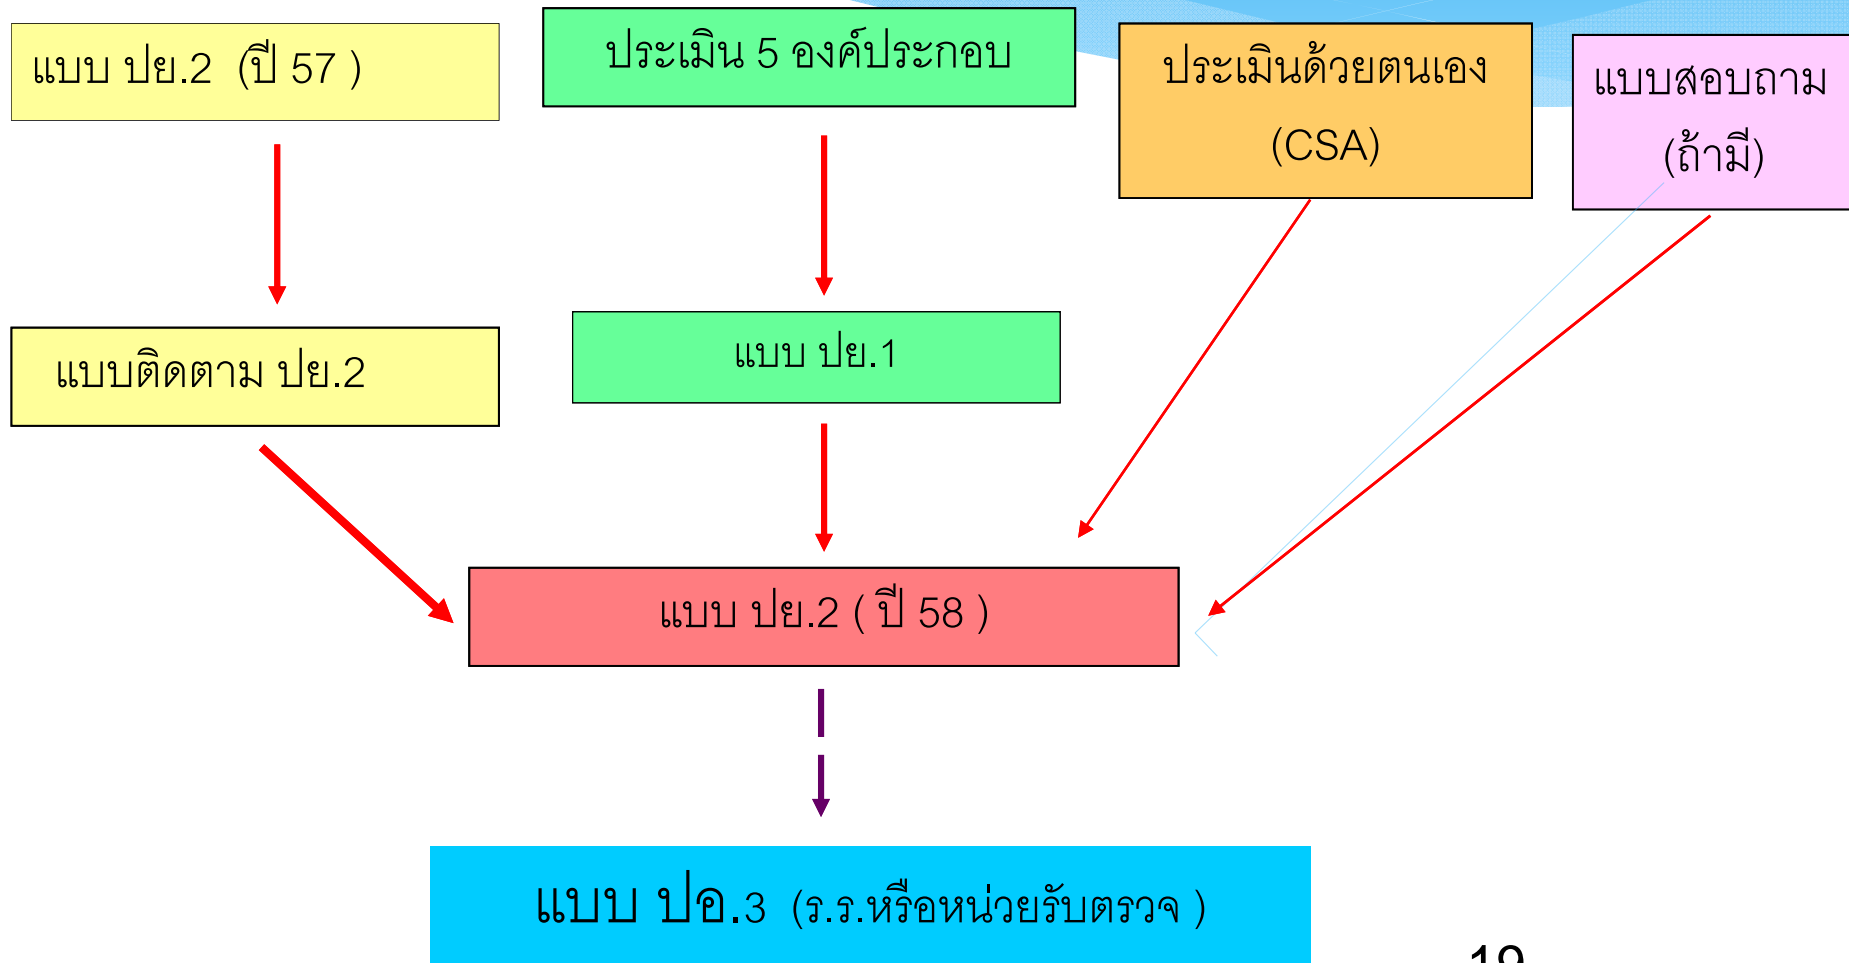 แบบ ปย.2 (ปี 57 )
ประเมิน 5 องค์ประกอบ
ประเมินด้วยตนเอง
(CSA)
แบบสอบถาม
(ถ้ามี)
แบบติดตาม ปย.2
แบบ ปย.1
แบบ ปย.2 ( ปี 58 )
แบบ ปอ.3 (ร.ร.หรือหน่วยรับตรวจ )
19